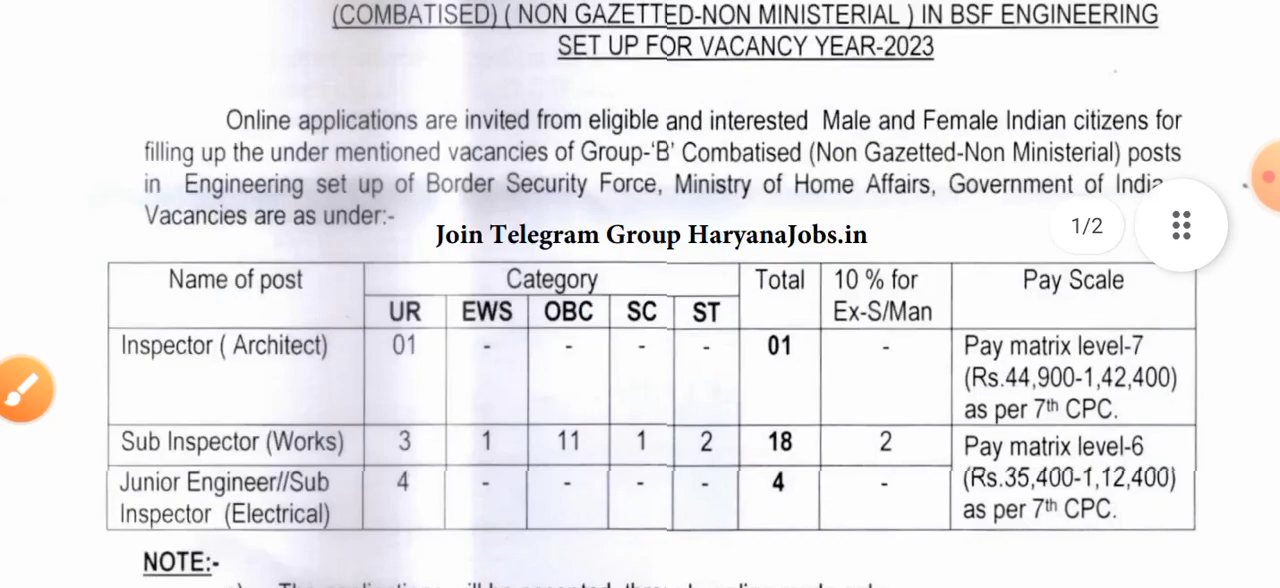 (COMBATISED) ( NON GAZETTED-NON MINISTERIAL ) IN BSF ENGINEERING
SET UP FOR VACANCY YEAR-2023
Online applications are invited from eligible and interested Male and Female Indian citizens for
filling up the under mentioned vacancies of Group-'B' Combatised (Non Gazetted-Non Ministerial) posts
in Engineering set up of Border Security Force, Ministry of Home Affairs, Government of India
Vacancies are as under:-
Join Telegram Group HaryanaJobs.in
1/2
Name of post Category Total 10 % for Pay Scale
UR EWS OBC SC ST Ex-S/Man
Inspector ( Architect) 01 - - - - 01 - Pay matrix level-7
(Rs.44,900-1,42,400)
as per 7th CPC.
Sub Inspector (Works) 3 1 11 1 2 18 2 Pay matrix level-6
Junior Engineer//Sub 4 - - - - 4 - (Rs.35,400-1,12,400)
Inspector (Electrical) as per 7th CPC.
NOTE:-